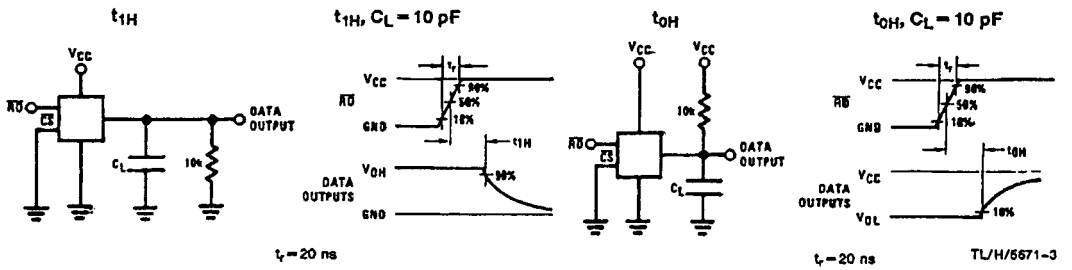 t1H
t1H, CL = 10 pF
t0H
t0H, CL = 10 pF
VCC
RD
CS
CL
10k
DATA
OUTPUT
tr
VCC
90%
RD
50%
10%
GND
t1H
VOH
90%
DATA
OUTPUTS
GND
tr = 20 ns
VCC
VCC
10k
RD
CS
DATA
OUTPUT
CL
tr
VCC
90%
RD
50%
10%
GND
t0H
VCC
DATA
OUTPUTS
VOL
10%
tr = 20 ns
TL/H/5671-3